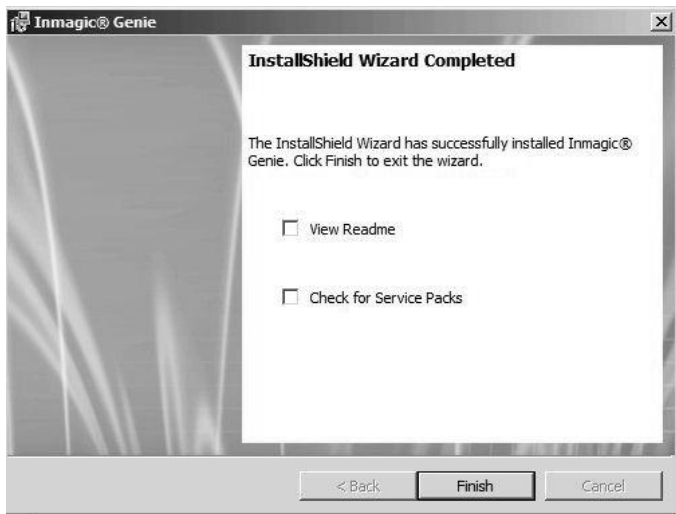 Inmagic® Genie
InstallShield Wizard Completed
The InstallShield Wizard has successfully installed Inmagic®
Genie. Click Finish to exit the wizard.
View Readme
Check for Service Packs
< Back
Finish
Cancel